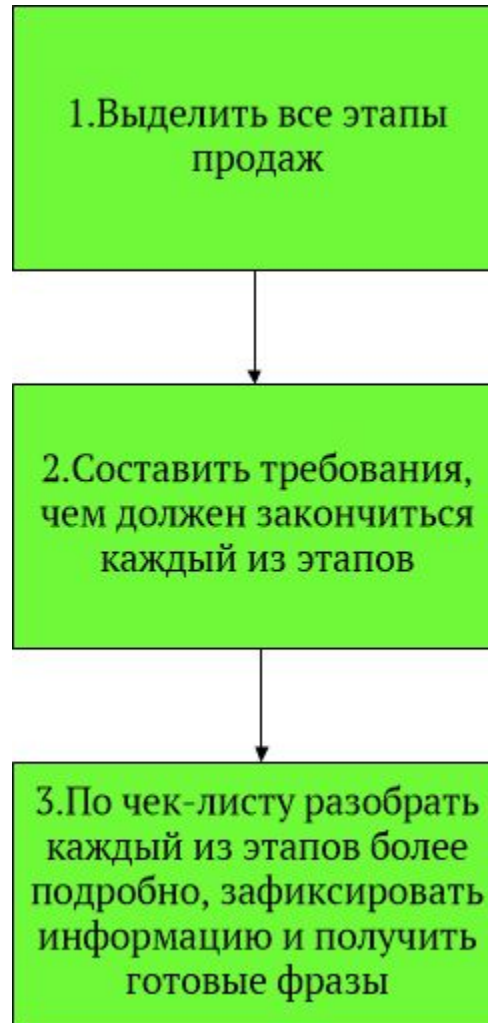 1.Выделить все этапы
продаж
2.Составить требования,
чем должен закончиться
каждый из этапов
3.По чек-листу разобрать
каждый из этапов более
подробно, зафиксировать
информацию и получить
готовые фразы